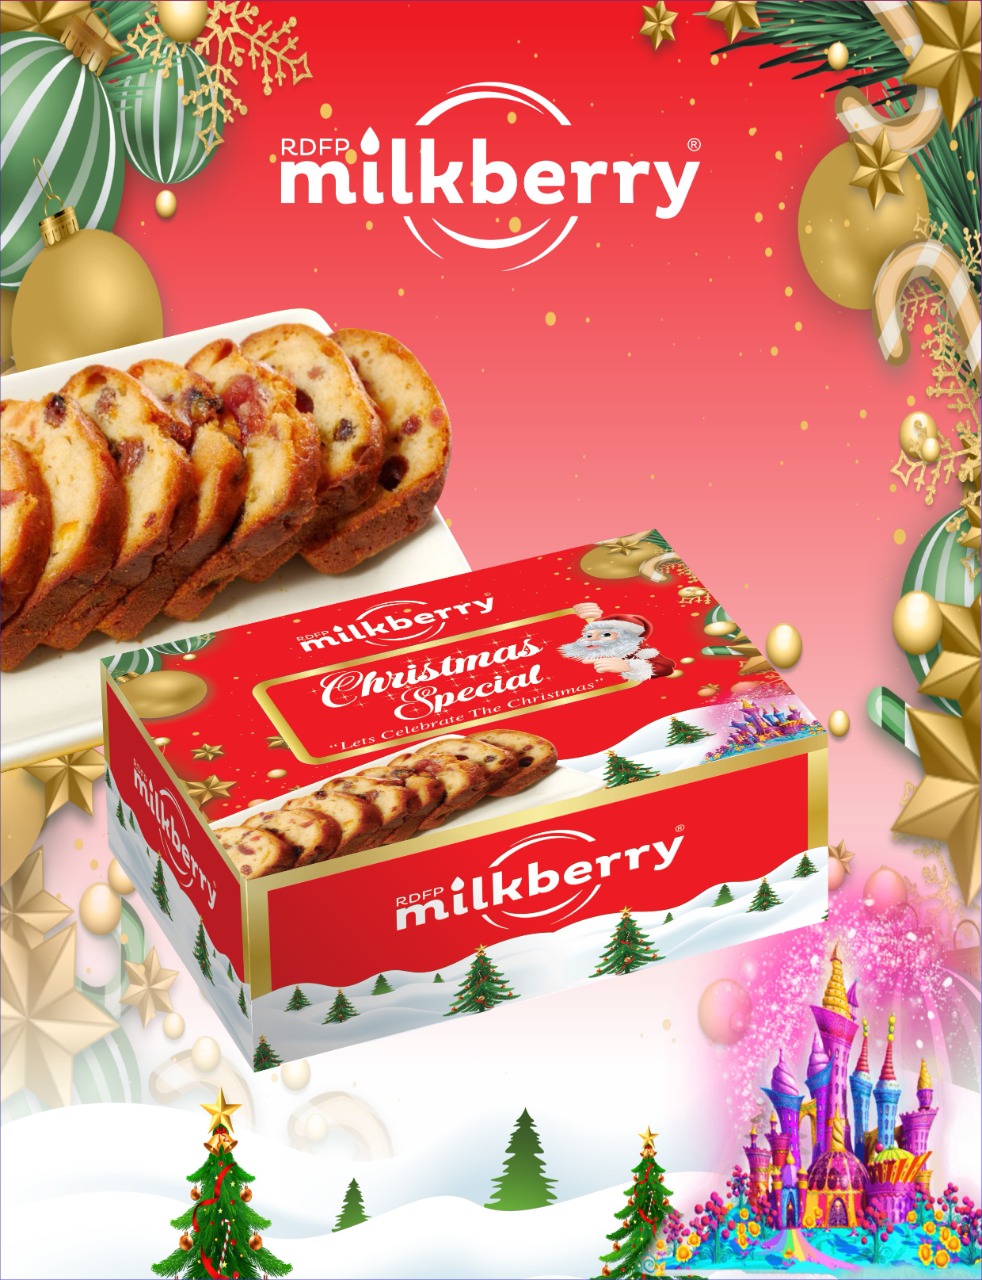 RDFP
milkberry®
RDFP
milkberry®
Christmas
Special
"Lets Celebrate The Christmas"
RDFP
milkberry
RDFP
milkberry®